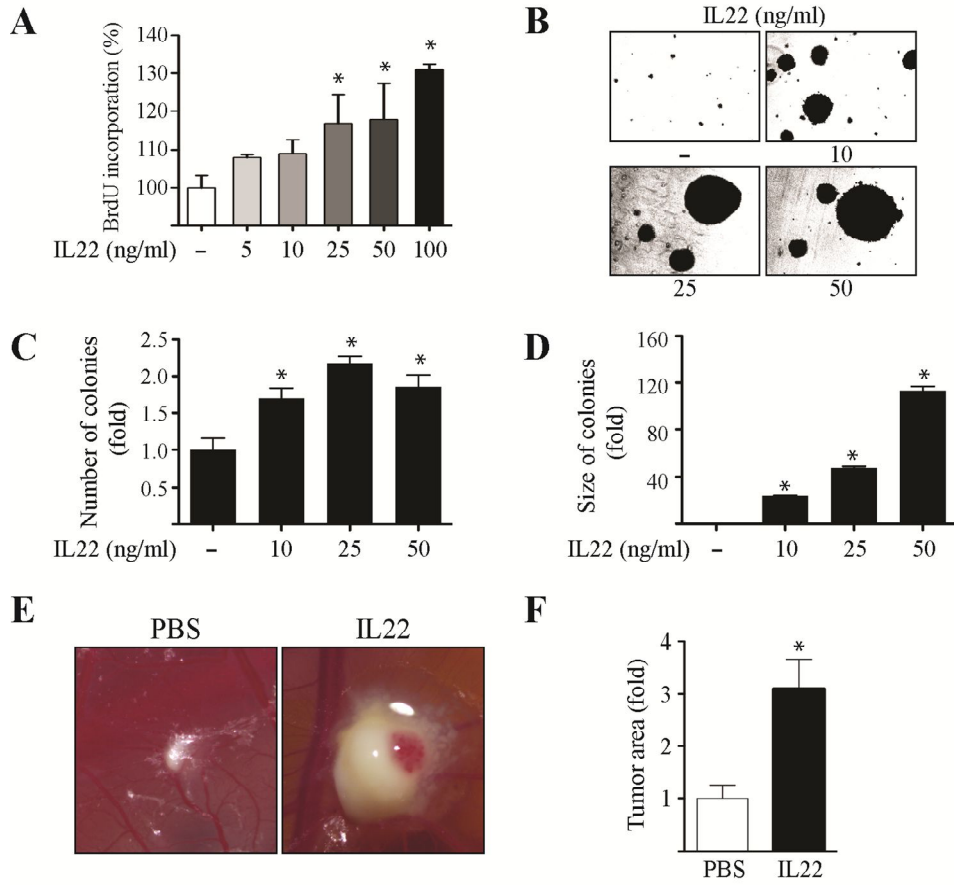 A
BrdU incorporation (%)
140
130
120
110
100
* * *
IL22 (ng/ml) – 5 10 25 50 100
B
IL22 (ng/ml)
– 10
25 50
C
Number of colonies
(fold)
2.5
2.0
1.5
1.0
0.5
* * *
IL22 (ng/ml) – 10 25 50
D
Size of colonies
(fold)
160
120
80
40
* * *
IL22 (ng/ml) – 10 25 50
E
PBS IL22
F
Tumor area (fold)
4
3
2
1
*
PBS IL22